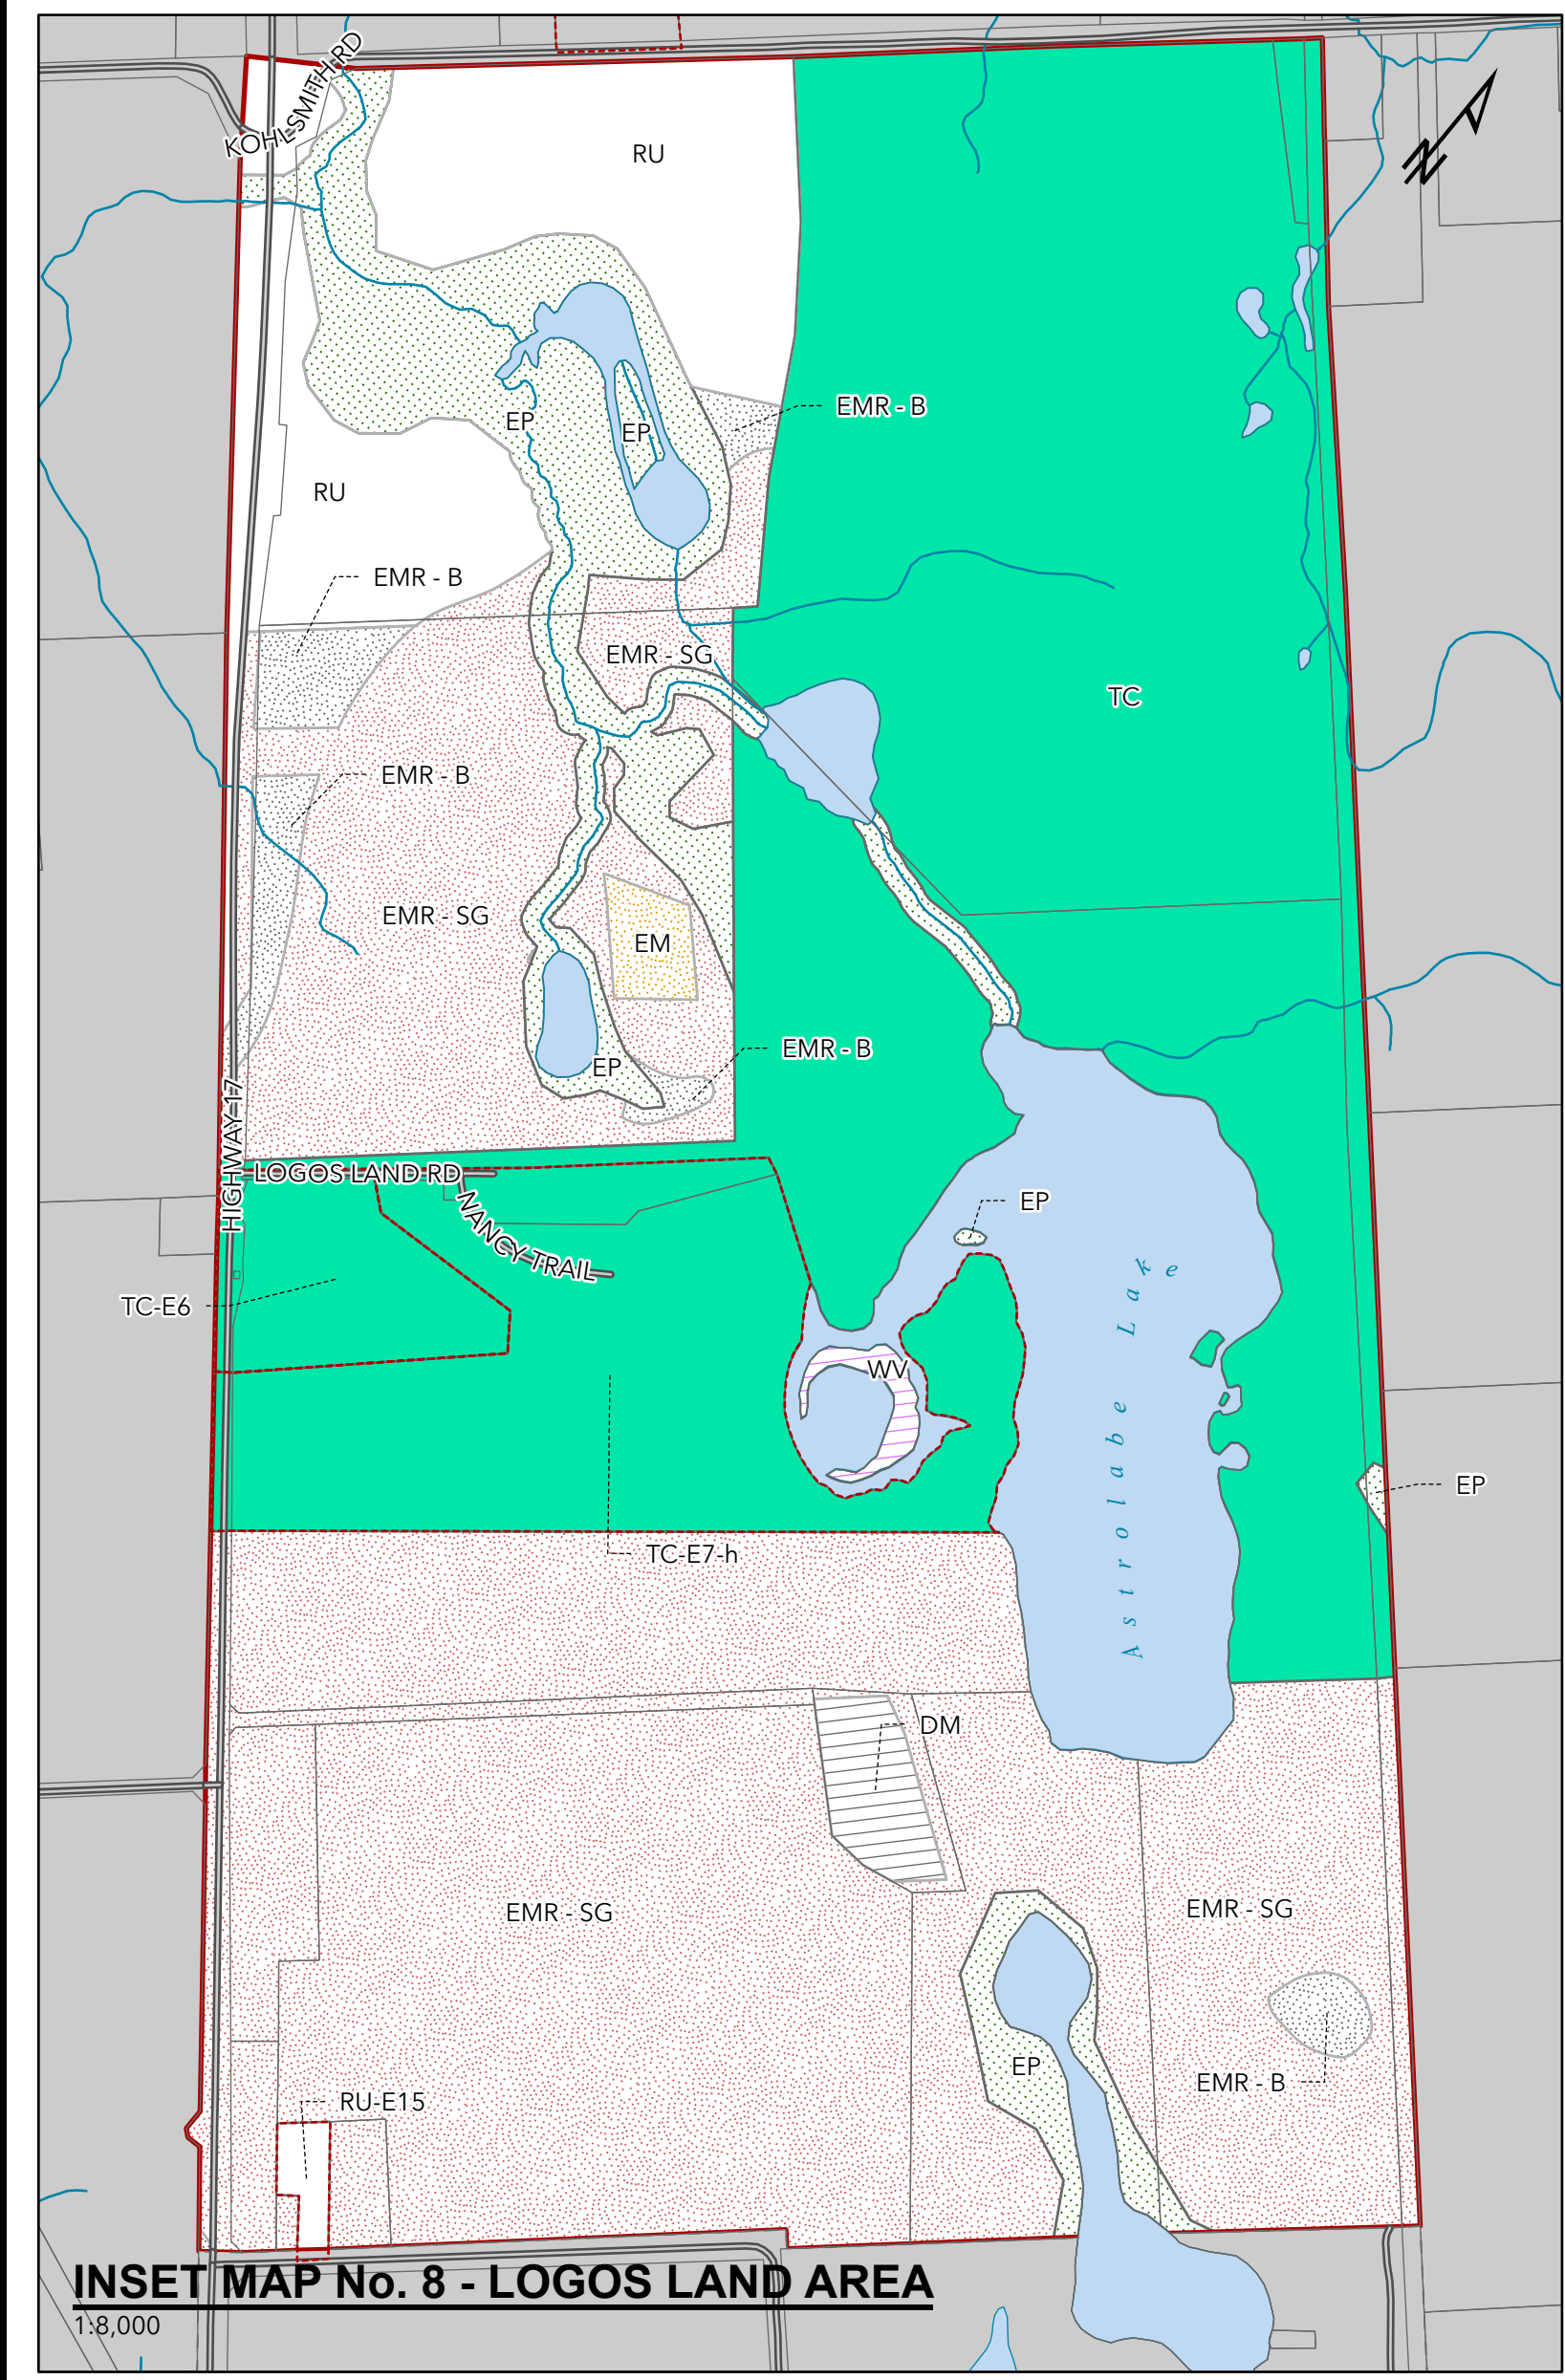 KOHLSMITH RD
RU
EMR - B
EP
EP
RU
EMR - B
EMR - SG
TC
EMR - B
EMR - SG
EM
EMR - B
EP
HIGHWAY 17
LOGOS LAND RD
NANCY TRAIL
EP
TC-E6
Astrolabe Lake
WV
EP
TC-E7-h
DM
EMR - SG
EMR - SG
EP
EMR - B
RU-E15
INSET MAP No. 8 - LOGOS LAND AREA
1:8,000
N